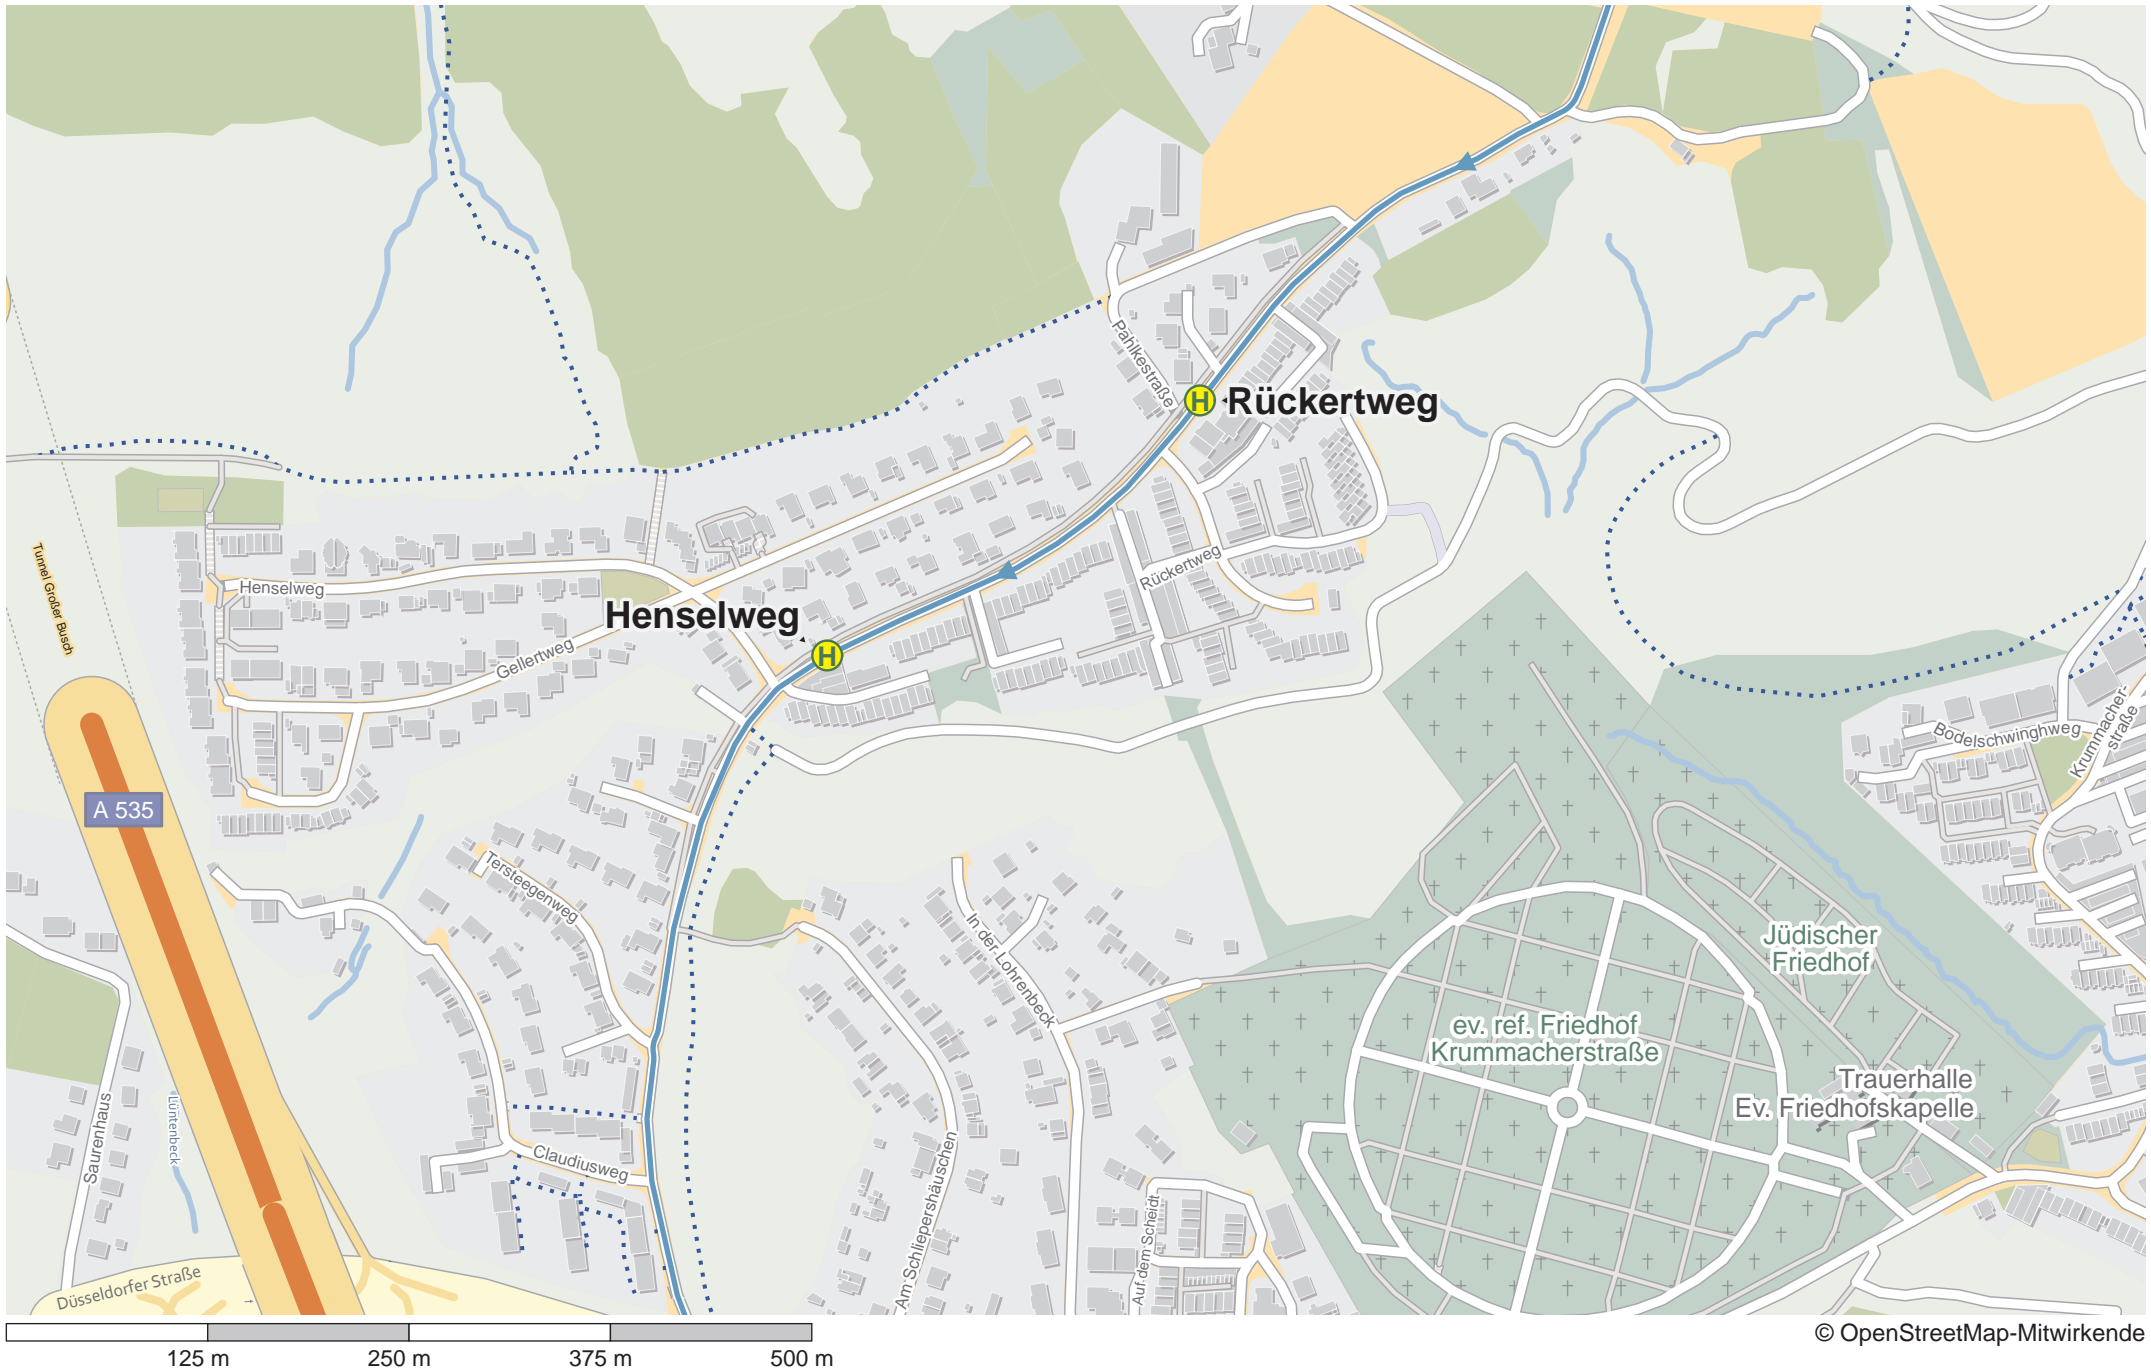 Pahlkestraße
H
Rückertweg
Tunnel Großer Busch
Henselweg
Rückertweg
Henselweg
H
Gellertweg
Krummacher-
straße
Bodelschwinghweg
A 535
Tersteegenweg
In der Lohrenbeck
Jüdischer
Friedhof
ev. ref. Friedhof
Krummacherstraße
Trauerhalle
Ev. Friedhofskapelle
Saurenhaus
Lüntenbeck
Claudiusweg
Am Schliepershäuschen
Auf dem Scheidt
Düsseldorfer Straße
© OpenStreetMap-Mitwirkende
125 m
250 m
375 m
500 m